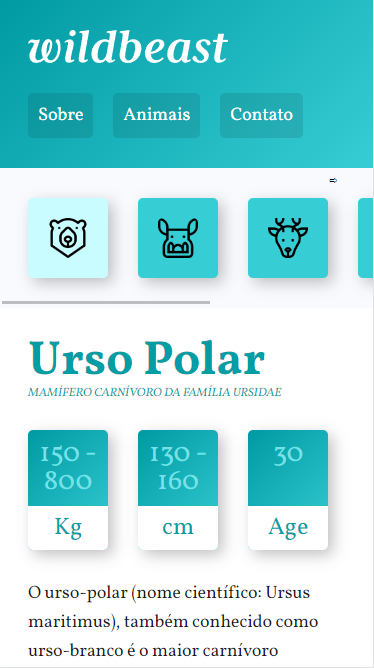 wildbeast
Sobre Animais Contato
➩
Urso Polar
MAMÍFERO CARNÍVORO DA FAMÍLIA URSIDAE
150 - 800 130 - 160 30
Kg cm Age
O urso-polar (nome científico: Ursus
maritimus), também conhecido como
urso-branco é o maior carnívoro